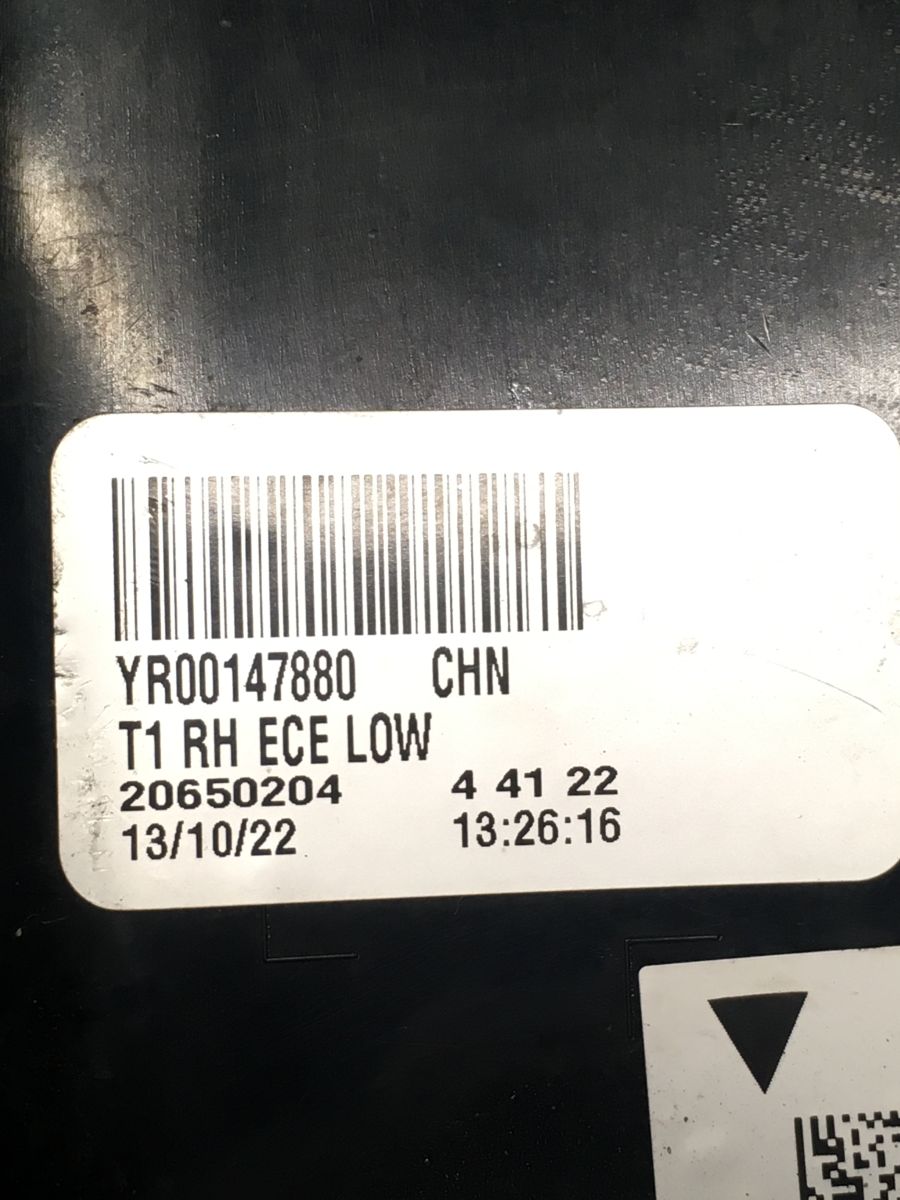 YR00147880 CHN
T1 RH ECE LOW
20650204 4 41 22
13/10/22 13:26:16